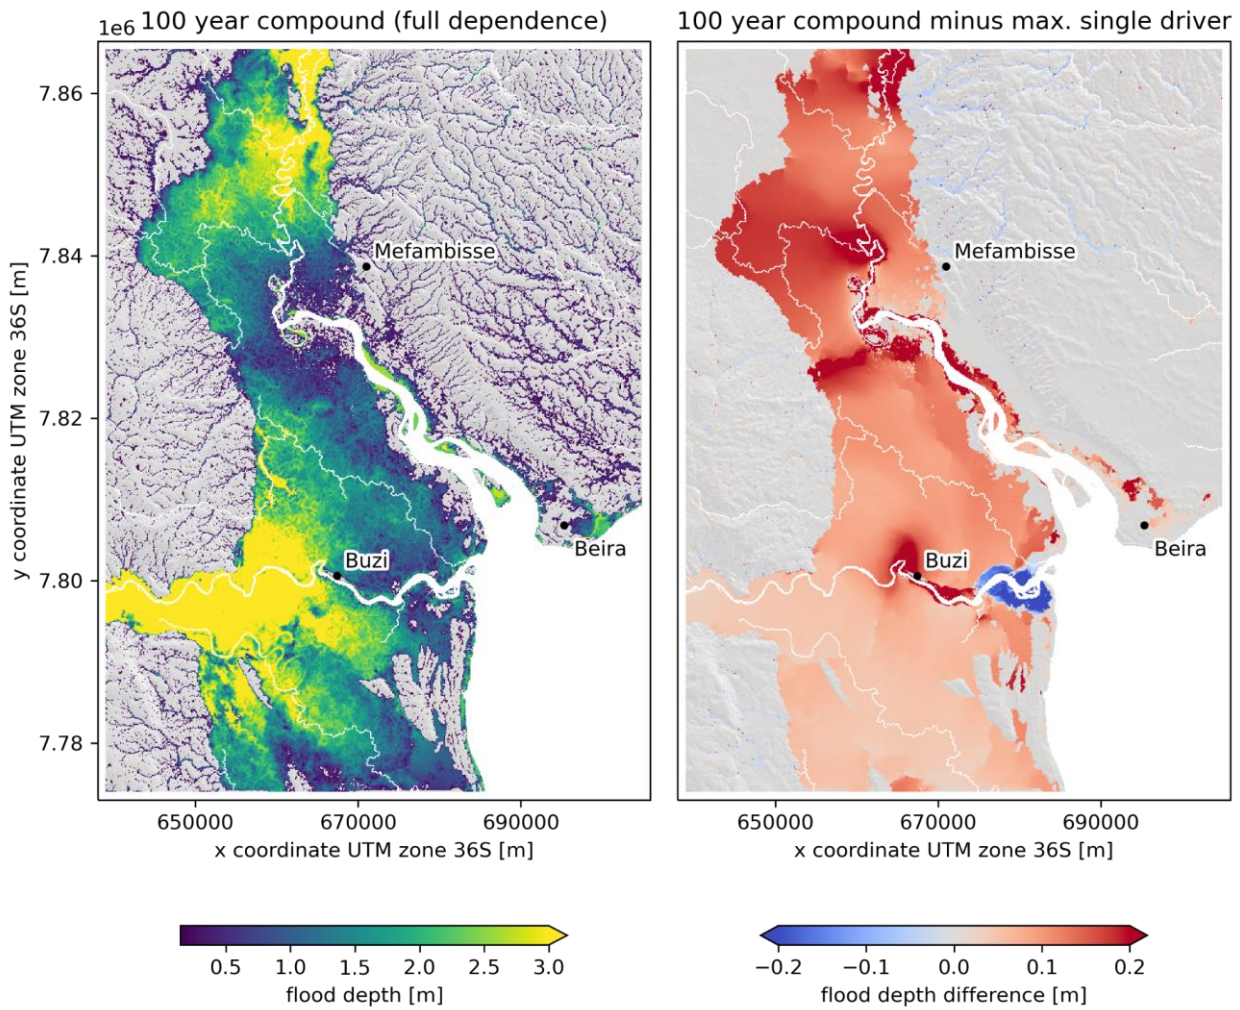 1e6 100 year compound (full dependence)
100 year compound minus max. single driver
7.86
7.84
7.82
7.80
7.78
y coordinate UTM zone 36S [m]
Mefambisse
Buzi
Beira
650000 670000 690000
x coordinate UTM zone 36S [m]
Mefambisse
Buzi
Beira
650000 670000 690000
x coordinate UTM zone 36S [m]
0.5 1.0 1.5 2.0 2.5 3.0
flood depth [m]
−0.2 −0.1 0.0 0.1 0.2
flood depth difference [m]